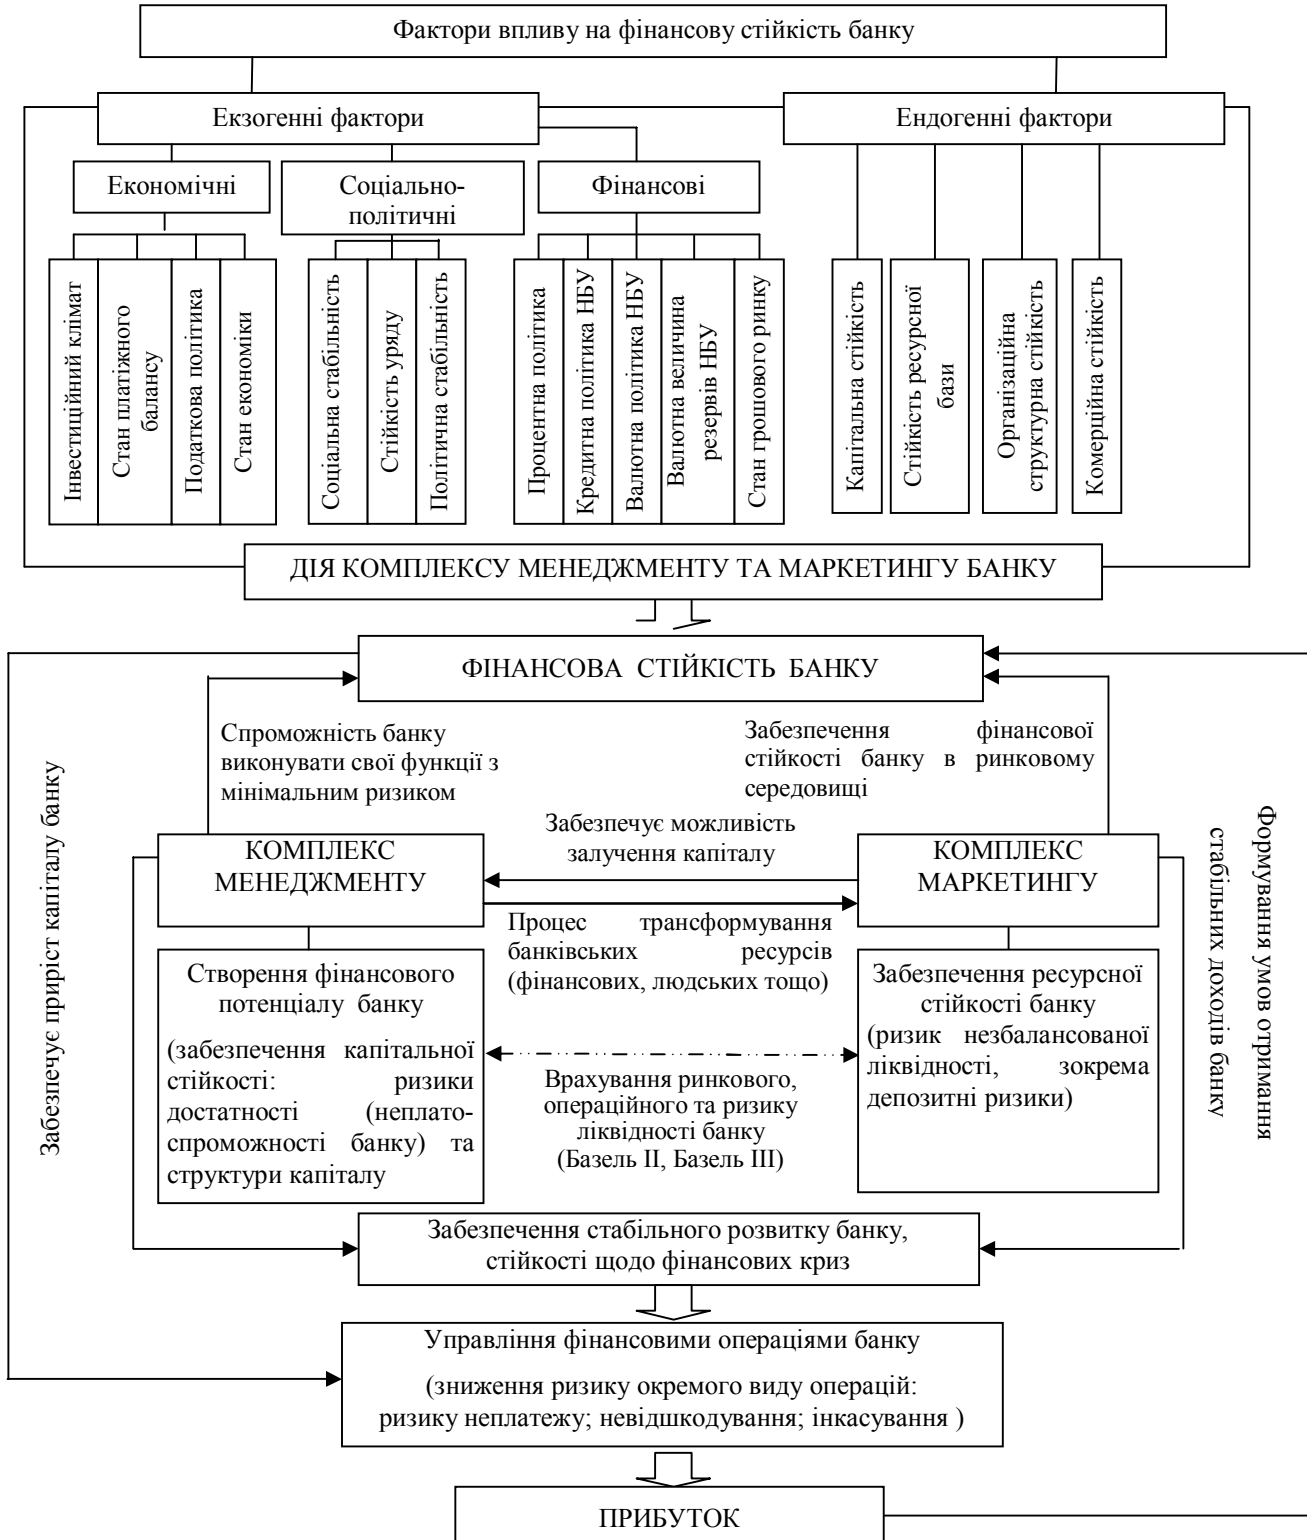 Фактори впливу на фінансову стійкість банку
Екзогенні фактори
Ендогенні фактори
Економічні
Соціально-
політичні
Фінансові
Інвестиційний клімат
Стан платіжного
балансу
Податкова політика
Стан економіки
Соціальна стабільність
Стійкість уряду
Політична стабільність
Процентна політика
Кредитна політика НБУ
Валютна політика НБУ
Валютна величина
резервів НБУ
Стан грошового ринку
Капітальна стійкість
Стійкість ресурсної
бази
Організаційна
структурна стійкість
Комерційна стійкість
ДІЯ КОМПЛЕКСУ МЕНЕДЖМЕНТУ ТА МАРКЕТИНГУ БАНКУ
ФІНАНСОВА СТІЙКІСТЬ БАНКУ
Спроможність банку
виконувати свої функції з
мінімальним ризиком
Забезпечення фінансової
стійкості банку в ринковому
середовищі
Забезпечує приріст капіталу банку
Формування умов отримання
стабільних доходів банку
Забезпечує можливість
залучення капіталу
КОМПЛЕКС
МЕНЕДЖМЕНТУ
КОМПЛЕКС
МАРКЕТИНГУ
Процес трансформування
банківських ресурсів
(фінансових, людських тощо)
Створення фінансового
потенціалу банку
(забезпечення капітальної
стійкості: ризики
достатності (неплато-
спроможності банку) та
структури капіталу
Забезпечення ресурсної
стійкості банку
(ризик незбалансованої
ліквідності, зокрема
депозитні ризики)
Врахування ринкового,
операційного та ризику
ліквідності банку
(Базель ІІ, Базель ІІІ)
Забезпечення стабільного розвитку банку,
стійкості щодо фінансових криз
Управління фінансовими операціями банку
(зниження ризику окремого виду операцій:
ризику неплатежу; невідшкодування; інкасування )
ПРИБУТОК